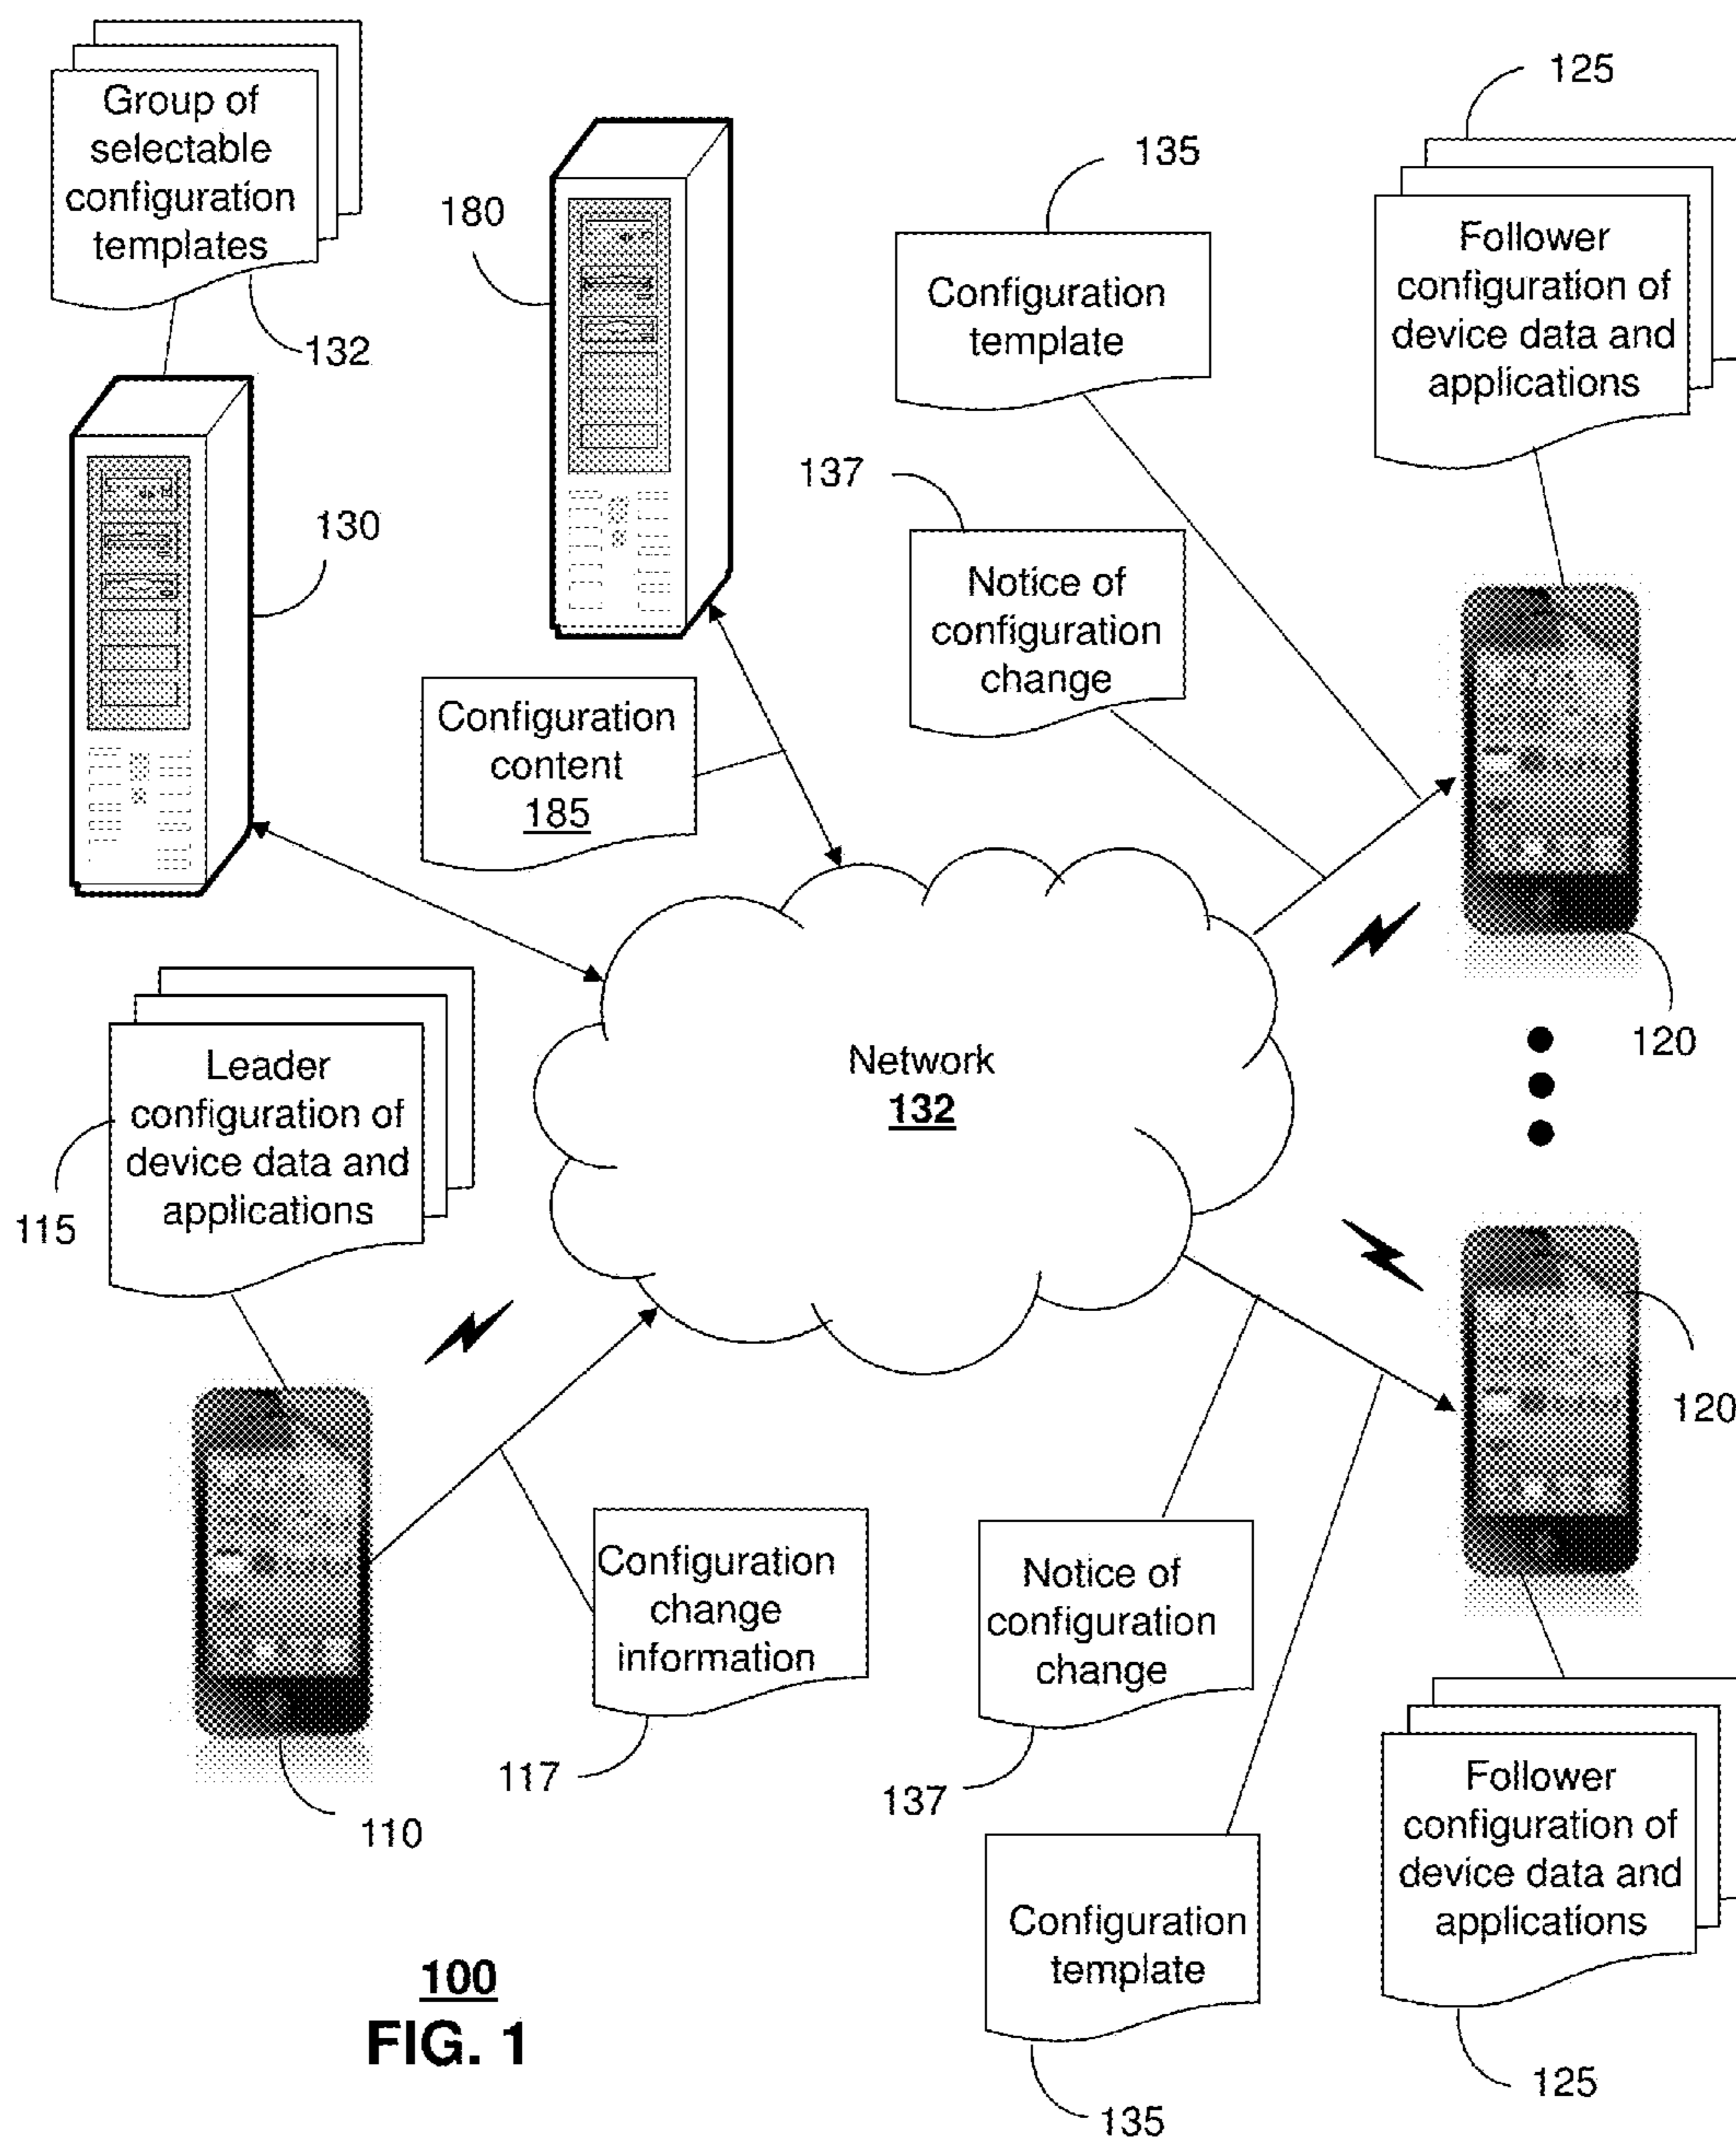 Group of
selectable
configuration
templates
132
180
135
125
Configuration
template
Follower
configuration of
device data and
applications
130
137
Notice of
configuration
change
Configuration
content
185
120
Leader
configuration of
device data and
applications
115
Network
132
120
Configuration
change
information
117
110
Notice of
configuration
change
137
Configuration
template
135
Follower
configuration of
device data and
applications
125
100
FIG. 1